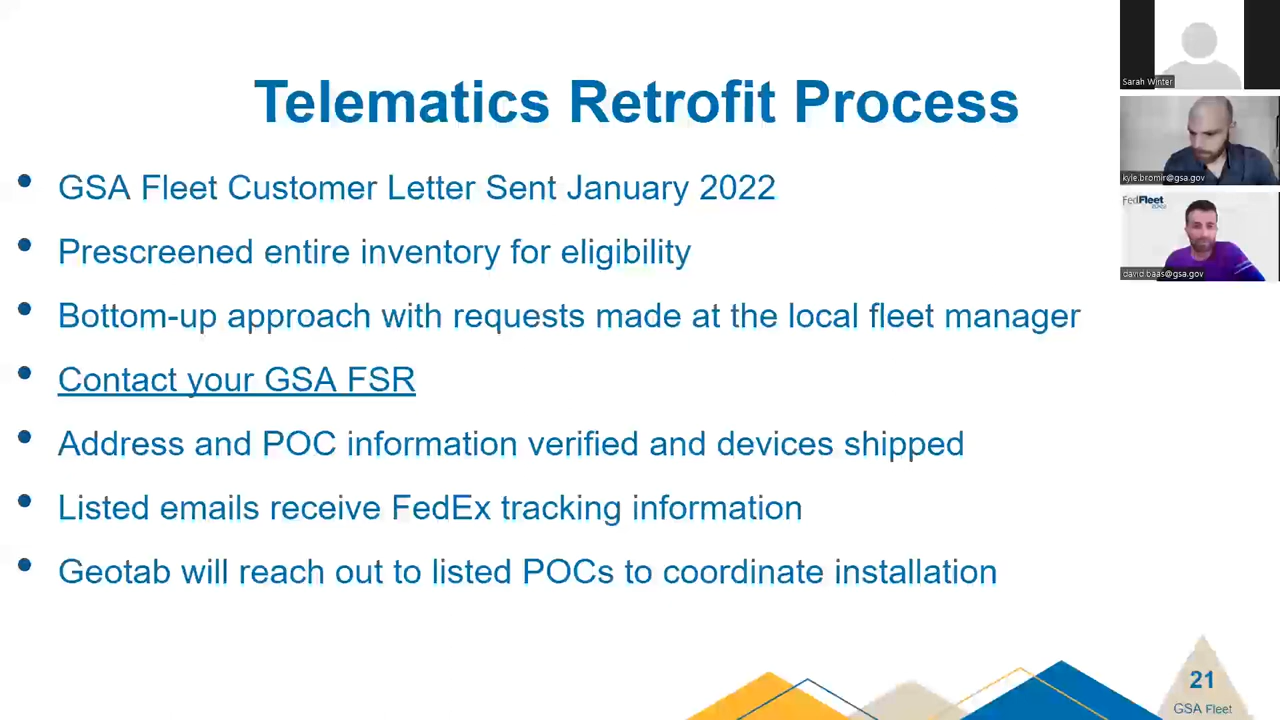 Telematics Retrofit Process
• GSA Fleet Customer Letter Sent January 2022
• Prescreened entire inventory for eligibility
• Bottom-up approach with requests made at the local fleet manager
• Contact your GSA FSR
• Address and POC information verified and devices shipped
• Listed emails receive FedEx tracking information
• Geotab will reach out to listed POCs to coordinate installation
21
GSA Fleet
Sarah Winter
kyle.bromir@gsa.gov
FedFleet
david.baas@gsa.gov